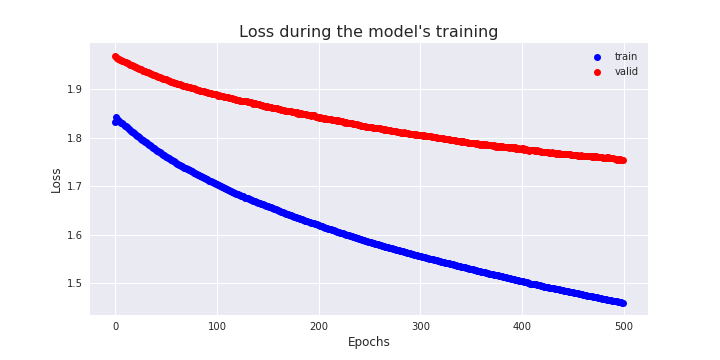 Loss during the model's training
train
valid
1.9
1.8
1.7
1.6
1.5
Loss
0 100 200 300 400 500
Epochs